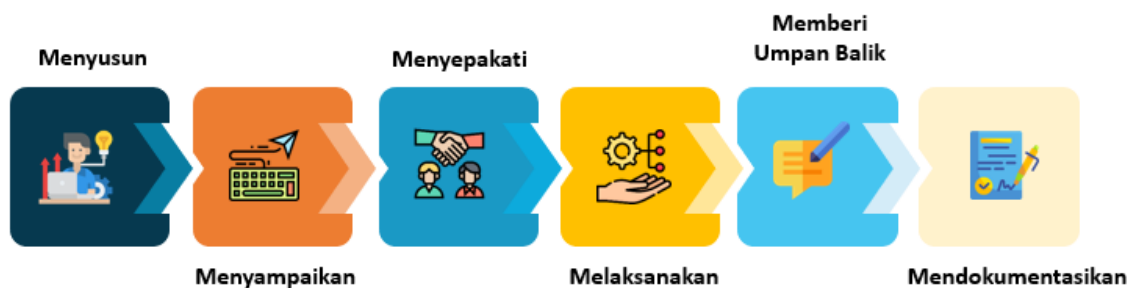 Menyusun
Menyampaikan
Menyepakati
Melaksanakan
Memberi
Umpan Balik
Mendokumentasikan